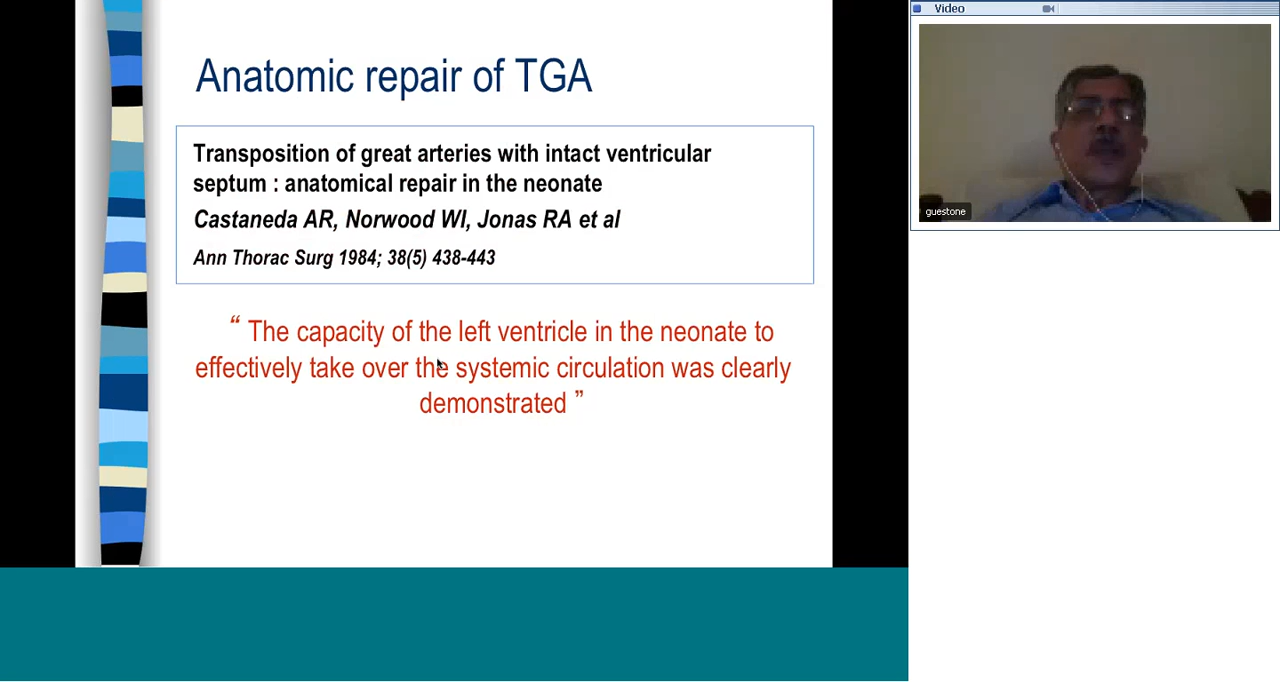 Anatomic repair of TGA
Transposition of great arteries with intact ventricular
septum : anatomical repair in the neonate
Castaneda AR, Norwood WI, Jonas RA et al
Ann Thorac Surg 1984; 38(5) 438-443
“ The capacity of the left ventricle in the neonate to
effectively take over the systemic circulation was clearly
demonstrated ”
Video
guestone